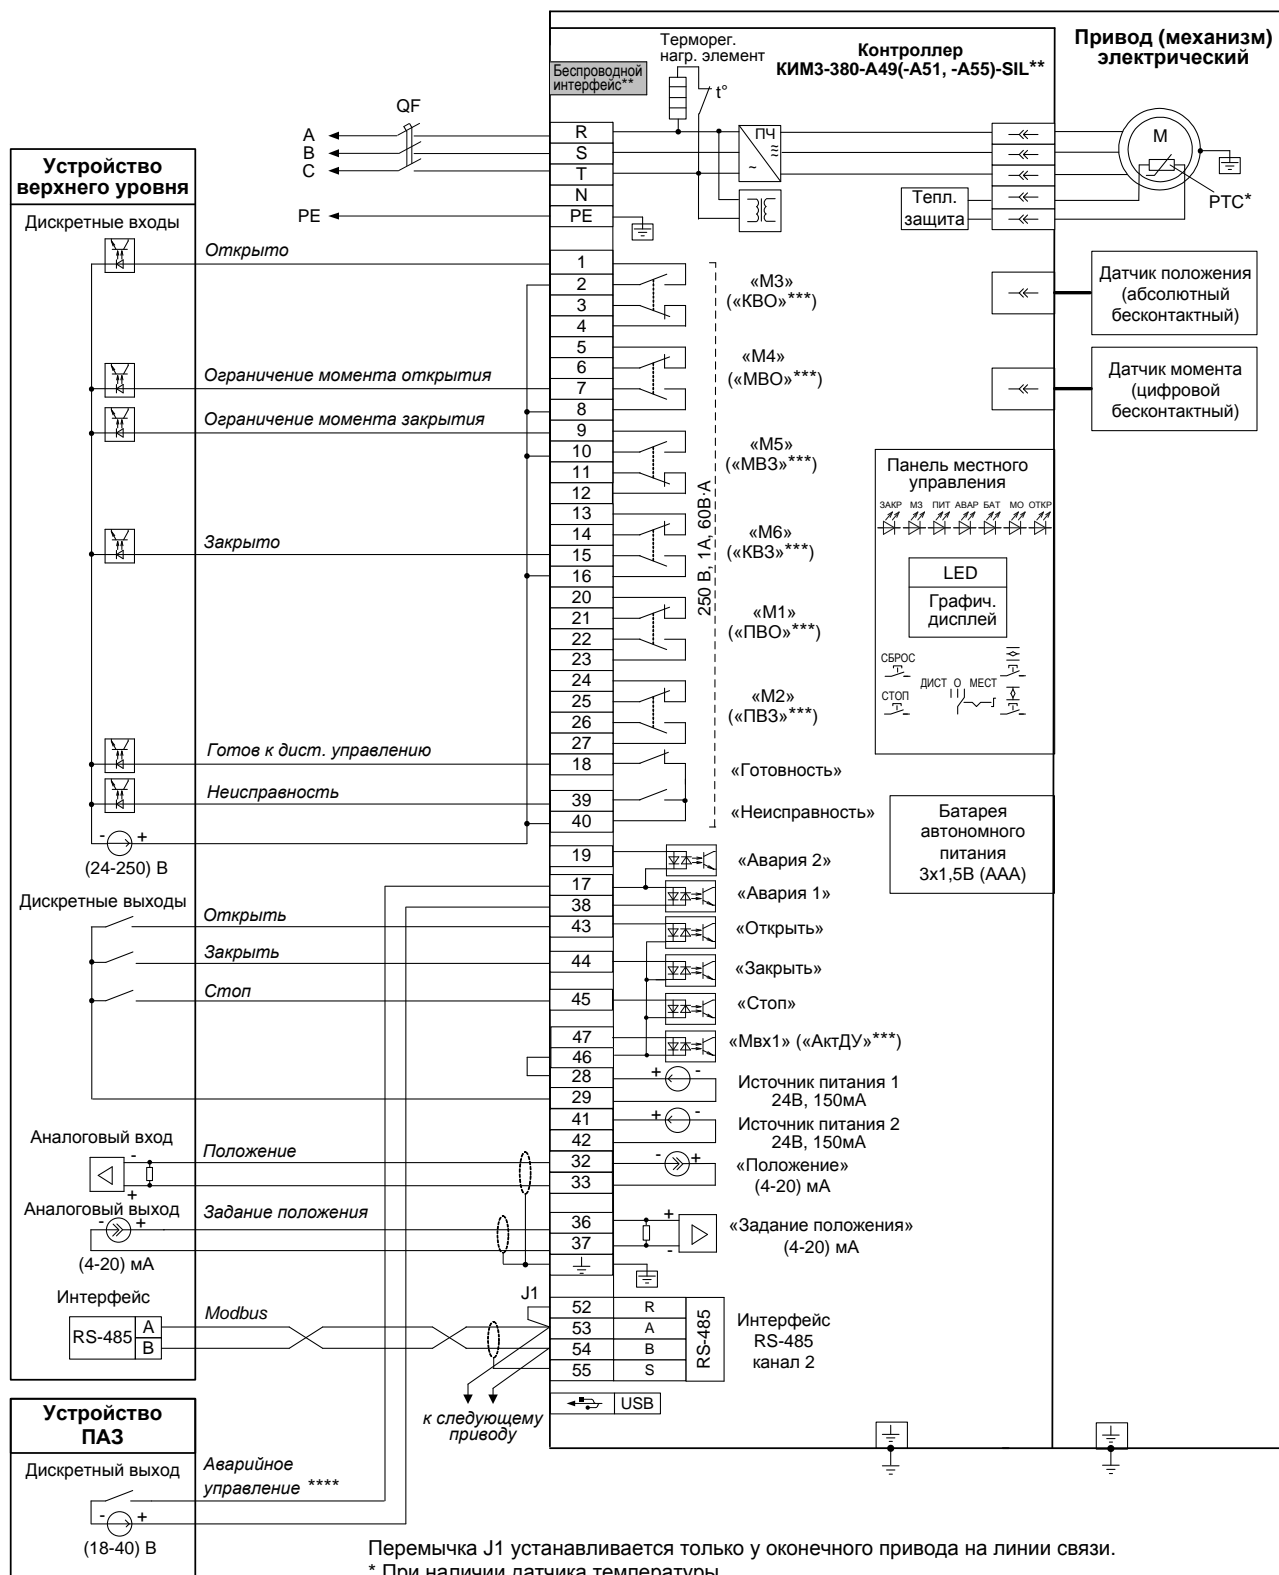 Привод (механизм)
электрический
Контроллер
КИМ3-380-А49(-А51, -А55)-SIL**
Терморег.
нагр. элемент
t°
Беспроводной
интерфейс**
QF
A
B
C
PE
R
S
T
N
PE
ПЧ
~
Тепл.
защита
M
PTC*
Устройство
верхнего уровня
Дискретные входы
Открыто
Ограничение момента открытия
Ограничение момента закрытия
Закрыто
Готов к дист. управлению
Неисправность
- +
(24-250) В
1
2
3
4
5
6
7
8
9
10
11
12
13
14
15
16
20
21
22
23
24
25
26
27
18
39
40
«М3»
(«КВО»***)
«М4»
(«МВО»***)
«М5»
(«МВЗ»***)
«М6»
(«КВЗ»***)
«М1»
(«ПВО»***)
«М2»
(«ПВЗ»***)
«Готовность»
«Неисправность»
250 В, 1А, 60В·А
Датчик положения
(абсолютный
бесконтактный)
Датчик момента
(цифровой
бесконтактный)
Панель местного
управления
ЗАКР МЗ ПИТ АВАР БАТ МО ОТКР
LED
Графич.
дисплей
СБРОС
СТОП
ДИСТ О МЕСТ
Батарея
автономного
питания
3х1,5В (ААА)
Дискретные выходы
Открыть
Закрыть
Стоп
19
17
38
43
44
45
47
46
28
29
41
42
32
33
36
37
«Авария 2»
«Авария 1»
«Открыть»
«Закрыть»
«Стоп»
«Мвх1» («АктДУ»***)
+ -
Источник питания 1
24В, 150мА
+ -
Источник питания 2
24В, 150мА
- +
«Положение»
(4-20) мА
+
-
«Задание положения»
(4-20) мА
Аналоговый вход
-
+
Положение
Аналоговый выход
- +
(4-20) мА
Задание положения
Интерфейс
RS-485
A
B
Modbus
J1
52 R
53 A
54 B
55 S
RS-485
Интерфейс
RS-485
канал 2
USB
к следующему
приводу
Устройство
ПАЗ
Дискретный выход
- +
(18-40) В
Аварийное
управление ****
Перемычка J1 устанавливается только у оконечного привода на линии связи.
* При наличии датчика температуры